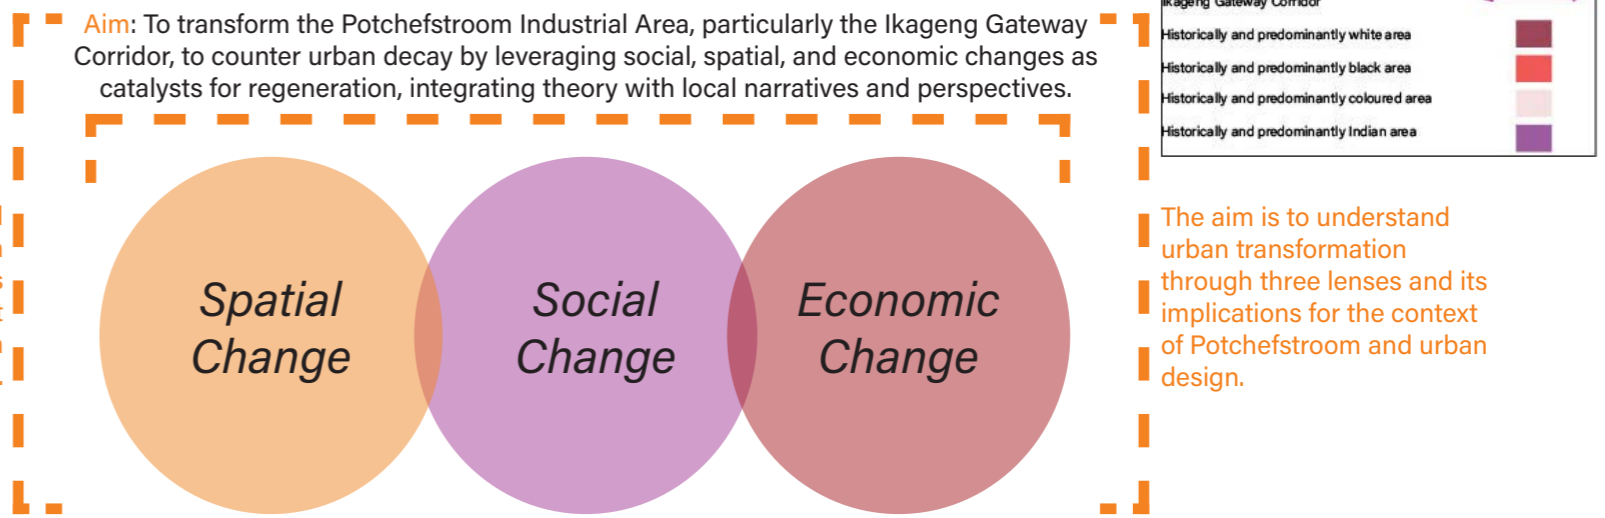 Aim: To transform the Potchefstroom Industrial Area, particularly the Ikageng Gateway
Corridor, to counter urban decay by leveraging social, spatial, and economic changes as
catalysts for regeneration, integrating theory with local narratives and perspectives.
Spatial
Change
Social
Change
Economic
Change
Ikageng Gateway Corridor
Historically and predominantly white area
Historically and predominantly black area
Historically and predominantly coloured area
Historically and predominantly Indian area
The aim is to understand
urban transformation
through three lenses and its
implications for the context
of Potchefstroom and urban
design.